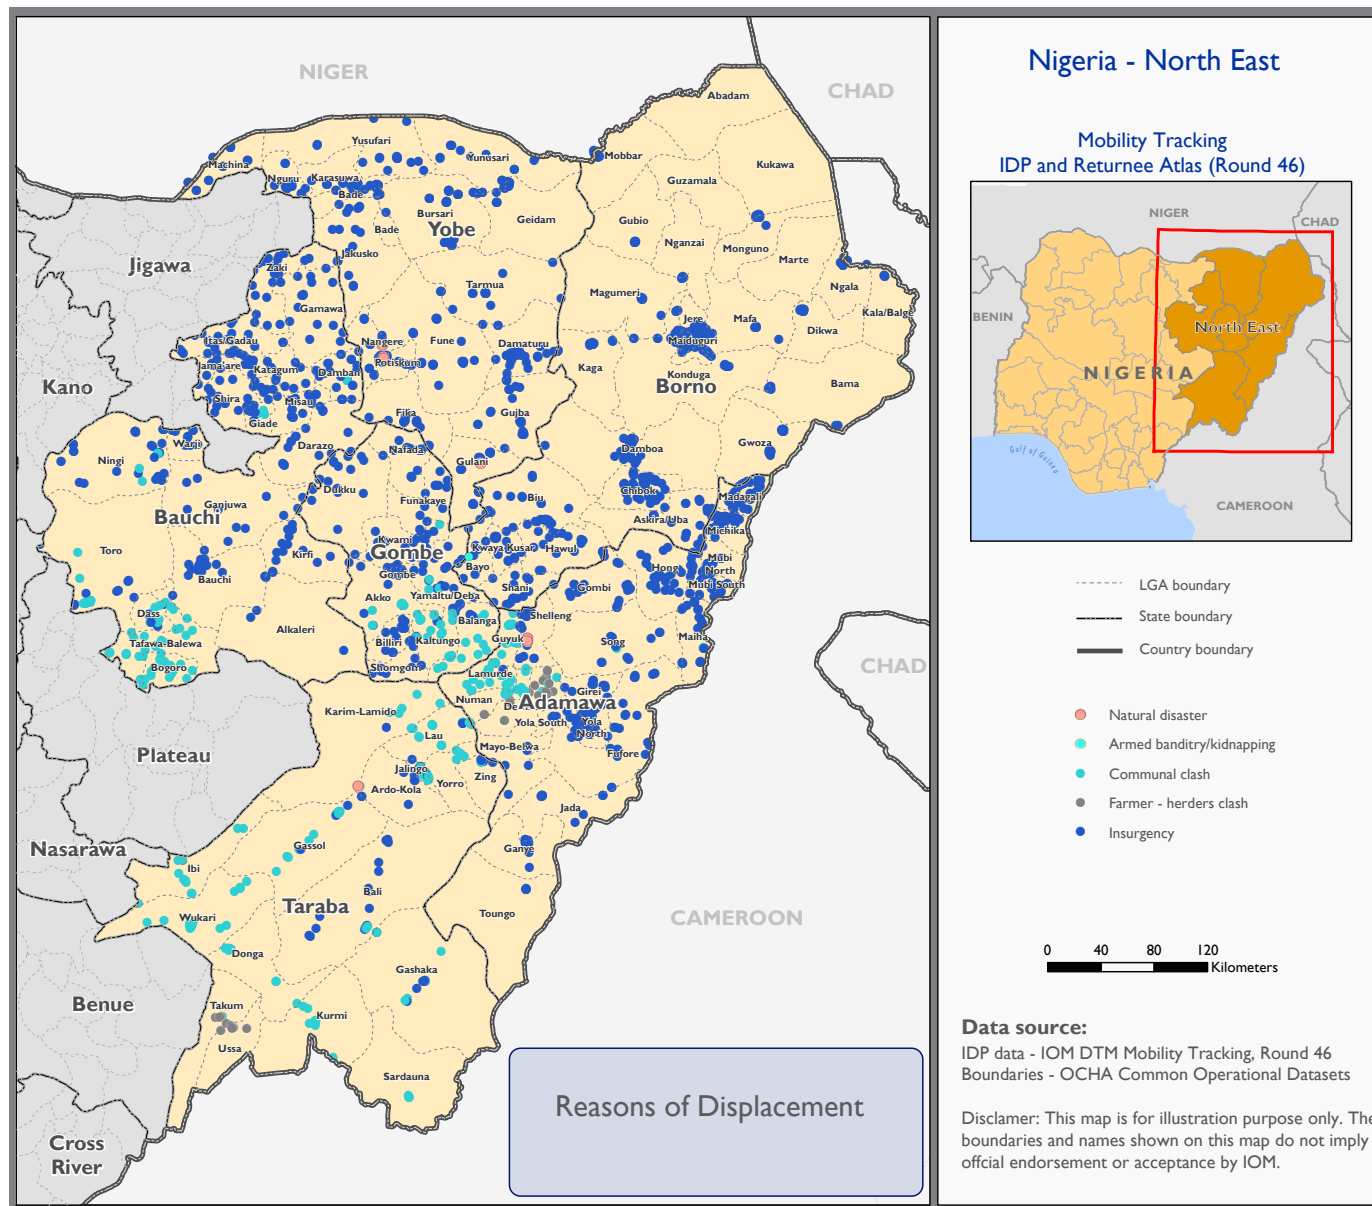 NIGER
CHAD
Abadam
Yusufari
Mobbar
Yunusari
Machina
Kukawa
Nguru
Karasuwa
Guzamala
Bade
Bursari
Geidam
Gubio
Yobe
Bade
Nganzai
Monguno
Jakusko
Marte
Jigawa
Zaki
Tarmua
Magumeri
Ngala
Gamawa
Kala/Balge
Jere
Mafa
Dikwa
Itas/Gadau
Nangere
Fune
Damaturu
Maiduguri
Jama'are
Katagum
Damban
Potiskum
Kaga
Konduga
Borno
Bama
Kano
Shira
Misau
Giade
Fika
Gujba
Warji
Darazo
Nafada
Damboa
Gwoza
Ningi
Gulani
Dukku
Chibok
Madagali
Ganjuwa
Funakaye
Biu
Bauchi
Askira/Uba
Michika
Toro
Kwami
Gombe
Kwaya Kusar
Hawul
Kirfi
Bayo
Hong
Mubi
North
Bauchi
Gombe
Mubi South
Akko
Yamaltu/Deba
Shani
Gombi
Dass
Balanga
Shelleng
Alkaleri
Tafawa-Balewa
Billiri
Kaltungo
Guyuk
Song
Maiha
Bogoro
Shomgom
Lamurde
Girei
Numan
De
Adamawa
Karim-Lamido
Lau
Yola South
Yola
North
Plateau
Mayo-Belwa
Fufore
Jalingo
Zing
Ardo-Kola
Yorro
Jada
Nasarawa
Gassol
Ganye
Ibi
Bali
Taraba
Wukari
Toungo
CAMEROON
Donga
Gashaka
Benue
Takum
Kurmi
Ussa
Sardauna
Cross
River
CHAD
Reasons of Displacement
Nigeria - North East
Mobility Tracking
IDP and Returnee Atlas (Round 46)
NIGER
CHAD
BENIN
North East
NIGERIA
Gulf of Guinea
CAMEROON
LGA boundary
State boundary
Country boundary
Natural disaster
Armed banditry/kidnapping
Communal clash
Farmer - herders clash
Insurgency
0 40 80 120
Kilometers
Data source:
IDP data - IOM DTM Mobility Tracking, Round 46
Boundaries - OCHA Common Operational Datasets
Disclamer: This map is for illustration purpose only. The
boundaries and names shown on this map do not imply
offcial endorsement or acceptance by IOM.